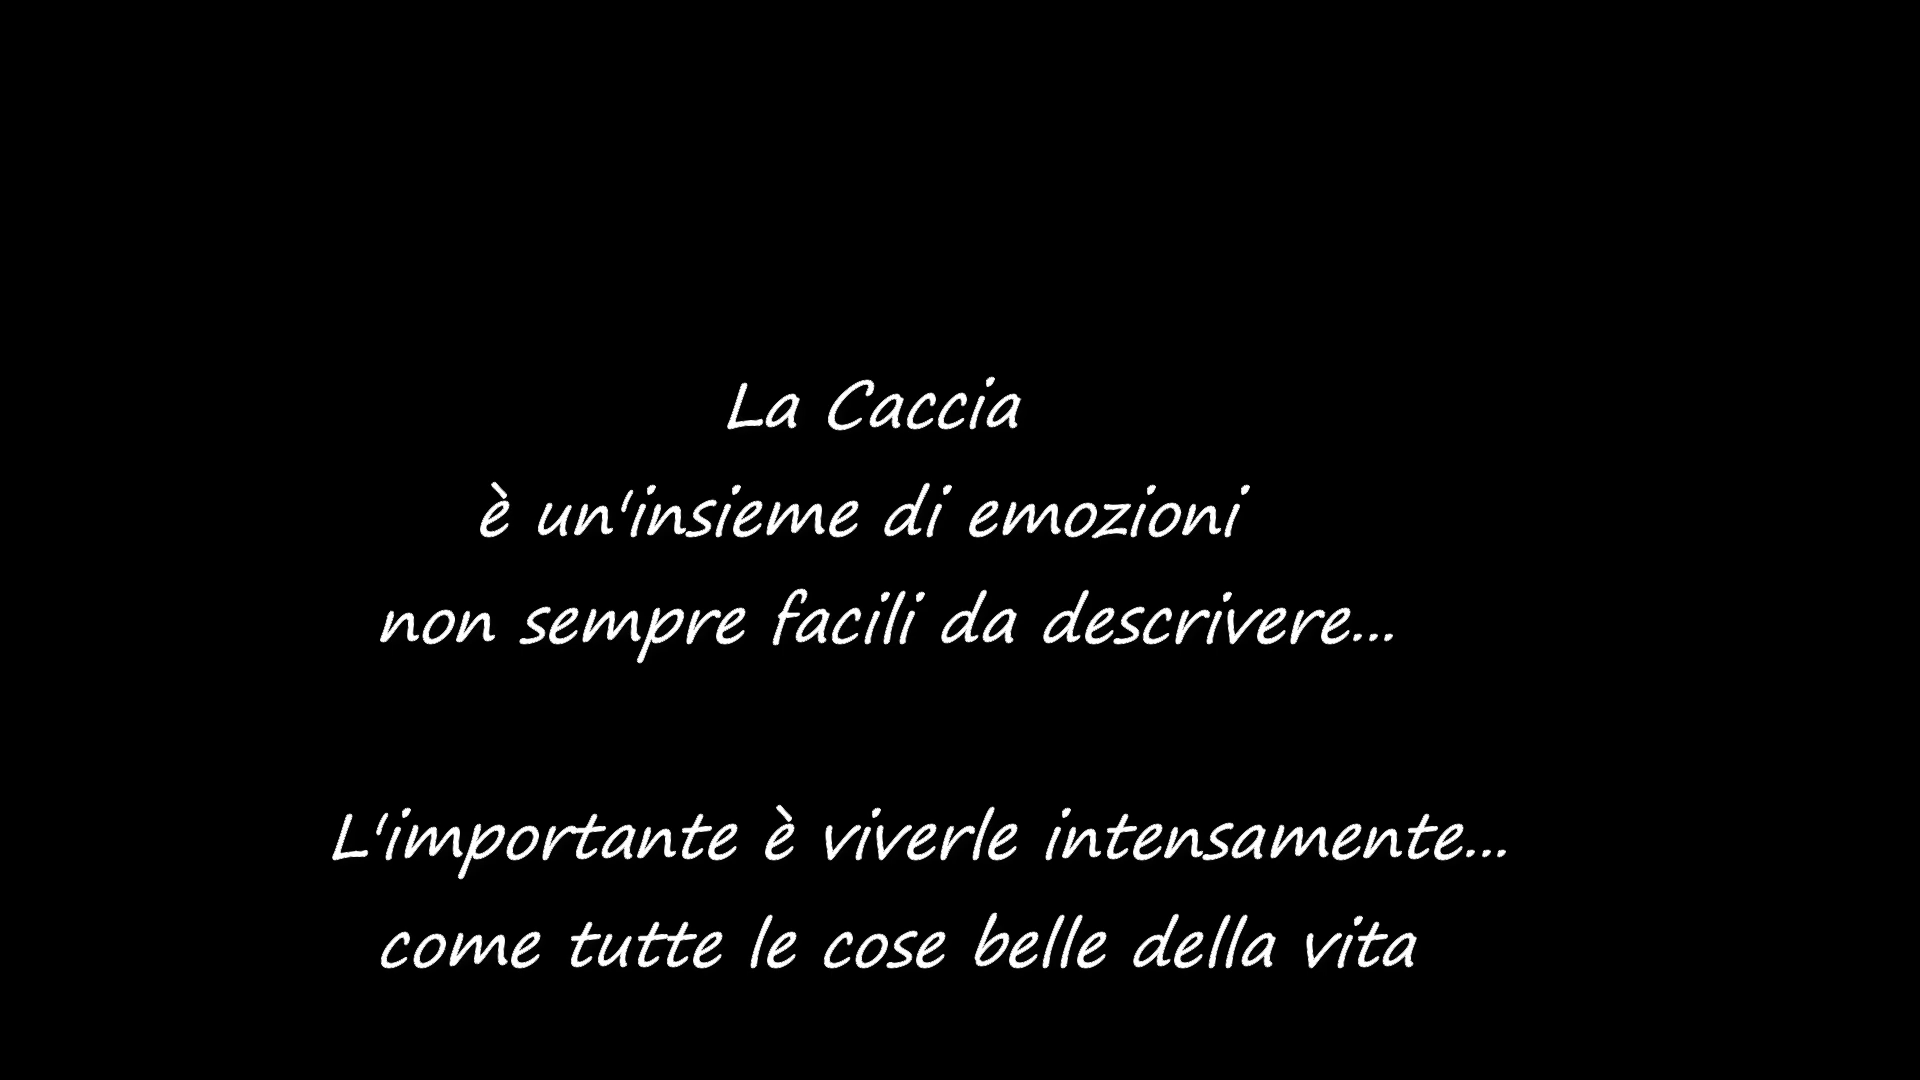 La Caccia
è un'insieme di emozioni
non sempre facili da descrivere...
L'importante è viverle intensamente...
come tutte le cose belle della vita